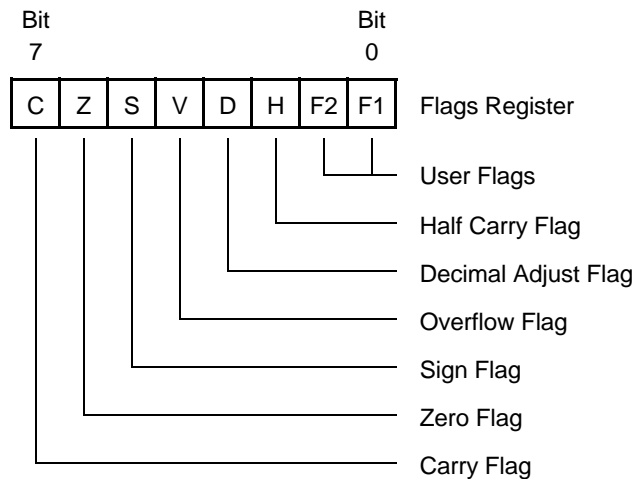 Bit Bit
7 0
C Z S V D H F2 F1 Flags Register
User Flags
Half Carry Flag
Decimal Adjust Flag
Overflow Flag
Sign Flag
Zero Flag
Carry Flag